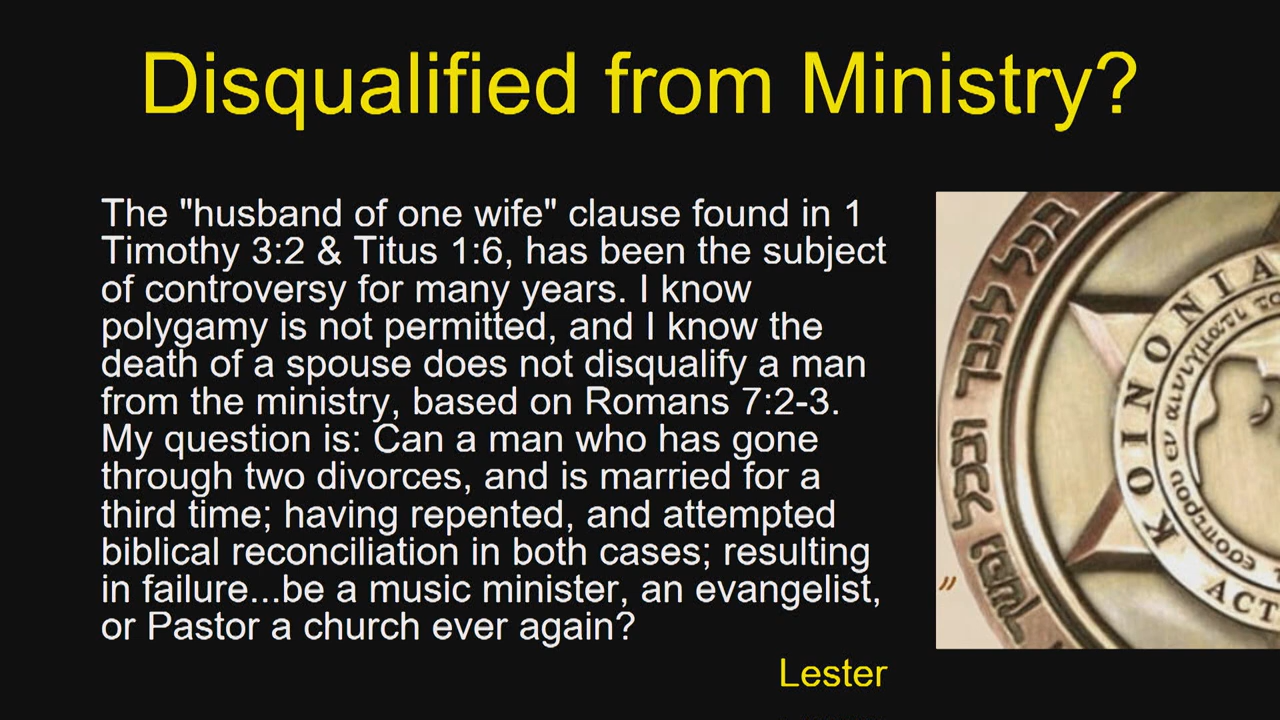 Disqualified from Ministry?
The "husband of one wife" clause found in 1
Timothy 3:2 & Titus 1:6, has been the subject
of controversy for many years. I know
polygamy is not permitted, and I know the
death of a spouse does not disqualify a man
from the ministry, based on Romans 7:2-3.
My question is: Can a man who has gone
through two divorces, and is married for a
third time; having repented, and attempted
biblical reconciliation in both cases; resulting
in failure...be a music minister, an evangelist,
or Pastor a church ever again?
Lester
KOINONIA
εσοπτρου εν αινιγματι το
ACT